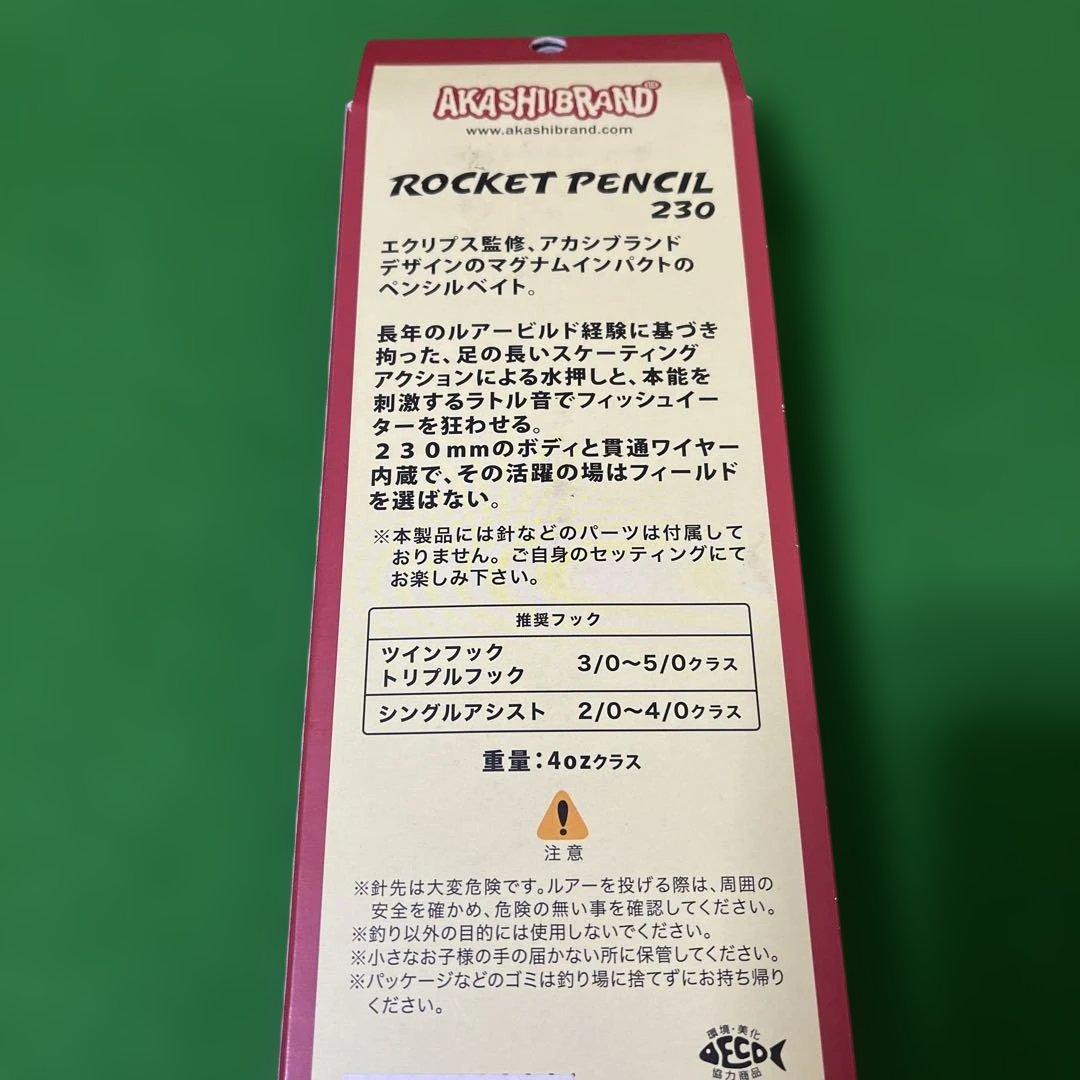 AKASHI BRAND®
www.akashibrand.com
ROCKET PENCIL
230
エクリプス監修、アカシブランド
デザインのマグナムインパクトの
ペンシルベイト。
長年のルアービルド経験に基づき
拘った、足の長いスケーティング
アクションによる水押しと、本能を
刺激するラトル音でフィッシュイー
ターを狂わせる。
２３０mmのボディと貫通ワイヤー
内蔵で、その活躍の場はフィールド
を選ばない。
※本製品には針などのパーツは付属して
おりません。ご自身のセッティングにて
お楽しみ下さい。
推奨フック
ツインフック
トリプルフック 3/0〜5/0クラス
シングルアシスト 2/0〜4/0クラス
重量：4ozクラス
注意
※針先は大変危険です。ルアーを投げる際は、周囲の
安全を確かめ、危険の無い事を確認してください。
※釣り以外の目的には使用しないでください。
※小さなお子様の手の届かない所に保管してください。
※パッケージなどのゴミは釣り場に捨てずにお持ち帰り
ください。
環境・美化
ECO
協力商品